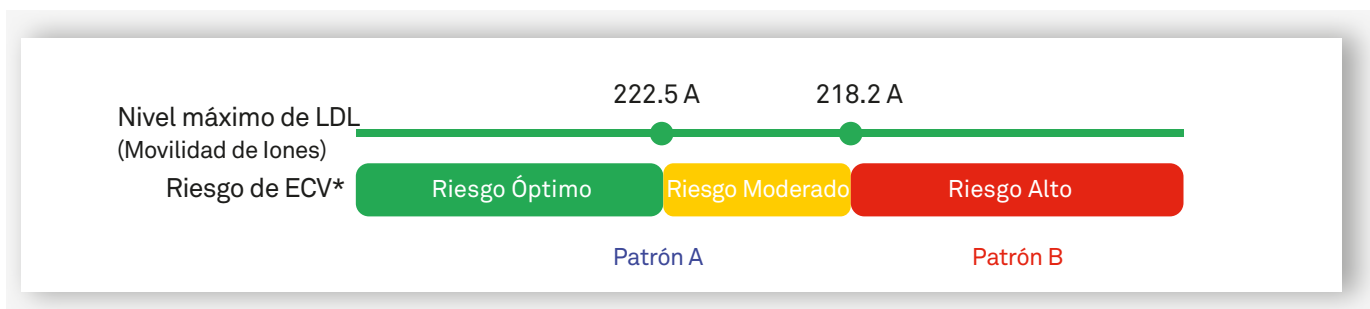 222.5 A 218.2 A
Nivel máximo de LDL
(Movilidad de Iones)
Riesgo de ECV* Riesgo Óptimo Riesgo Moderado Riesgo Alto
Patrón A Patrón B